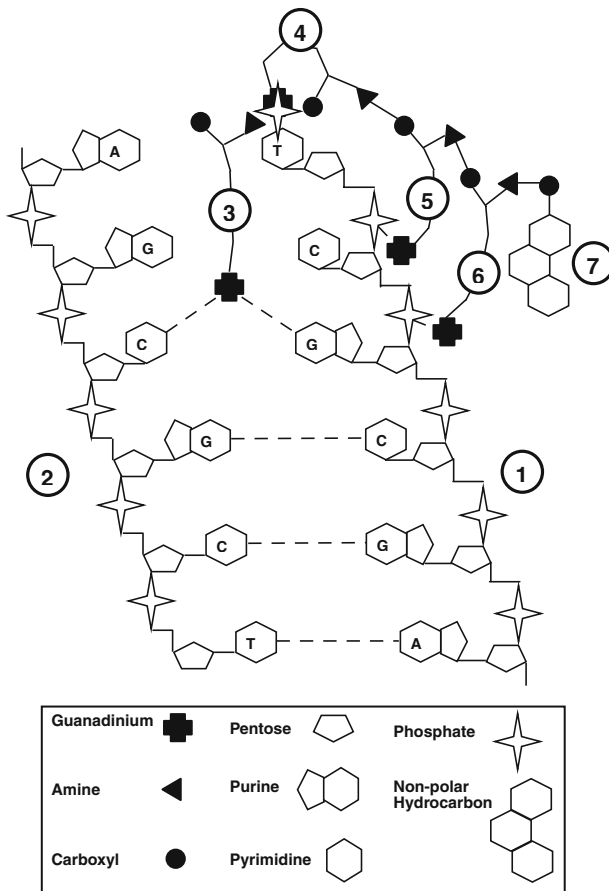 4
A
T
3
5
G
C
6
7
C
G
2
G
C
1
C
G
T
A
Guanadinium
Pentose
Phosphate
Amine
Purine
Non-polar
Hydrocarbon
Carboxyl
Pyrimidine